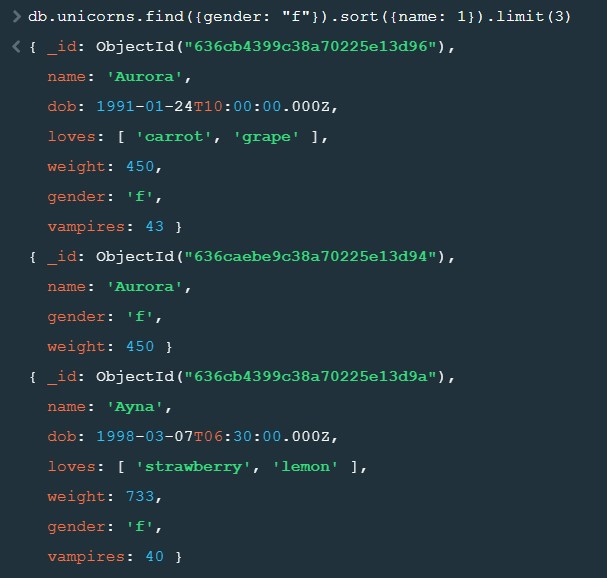 > db.unicorns.find({gender: "f"}).sort({name: 1}).limit(3)
< { _id: ObjectId("636cb4399c38a70225e13d96"),
name: 'Aurora',
dob: 1991-01-24T10:00:00.000Z,
loves: [ 'carrot', 'grape' ],
weight: 450,
gender: 'f',
vampires: 43 }
{ _id: ObjectId("636caebe9c38a70225e13d94"),
name: 'Aurora',
gender: 'f',
weight: 450 }
{ _id: ObjectId("636cb4399c38a70225e13d9a"),
name: 'Ayna',
dob: 1998-03-07T06:30:00.000Z,
loves: [ 'strawberry', 'lemon' ],
weight: 733,
gender: 'f',
vampires: 40 }